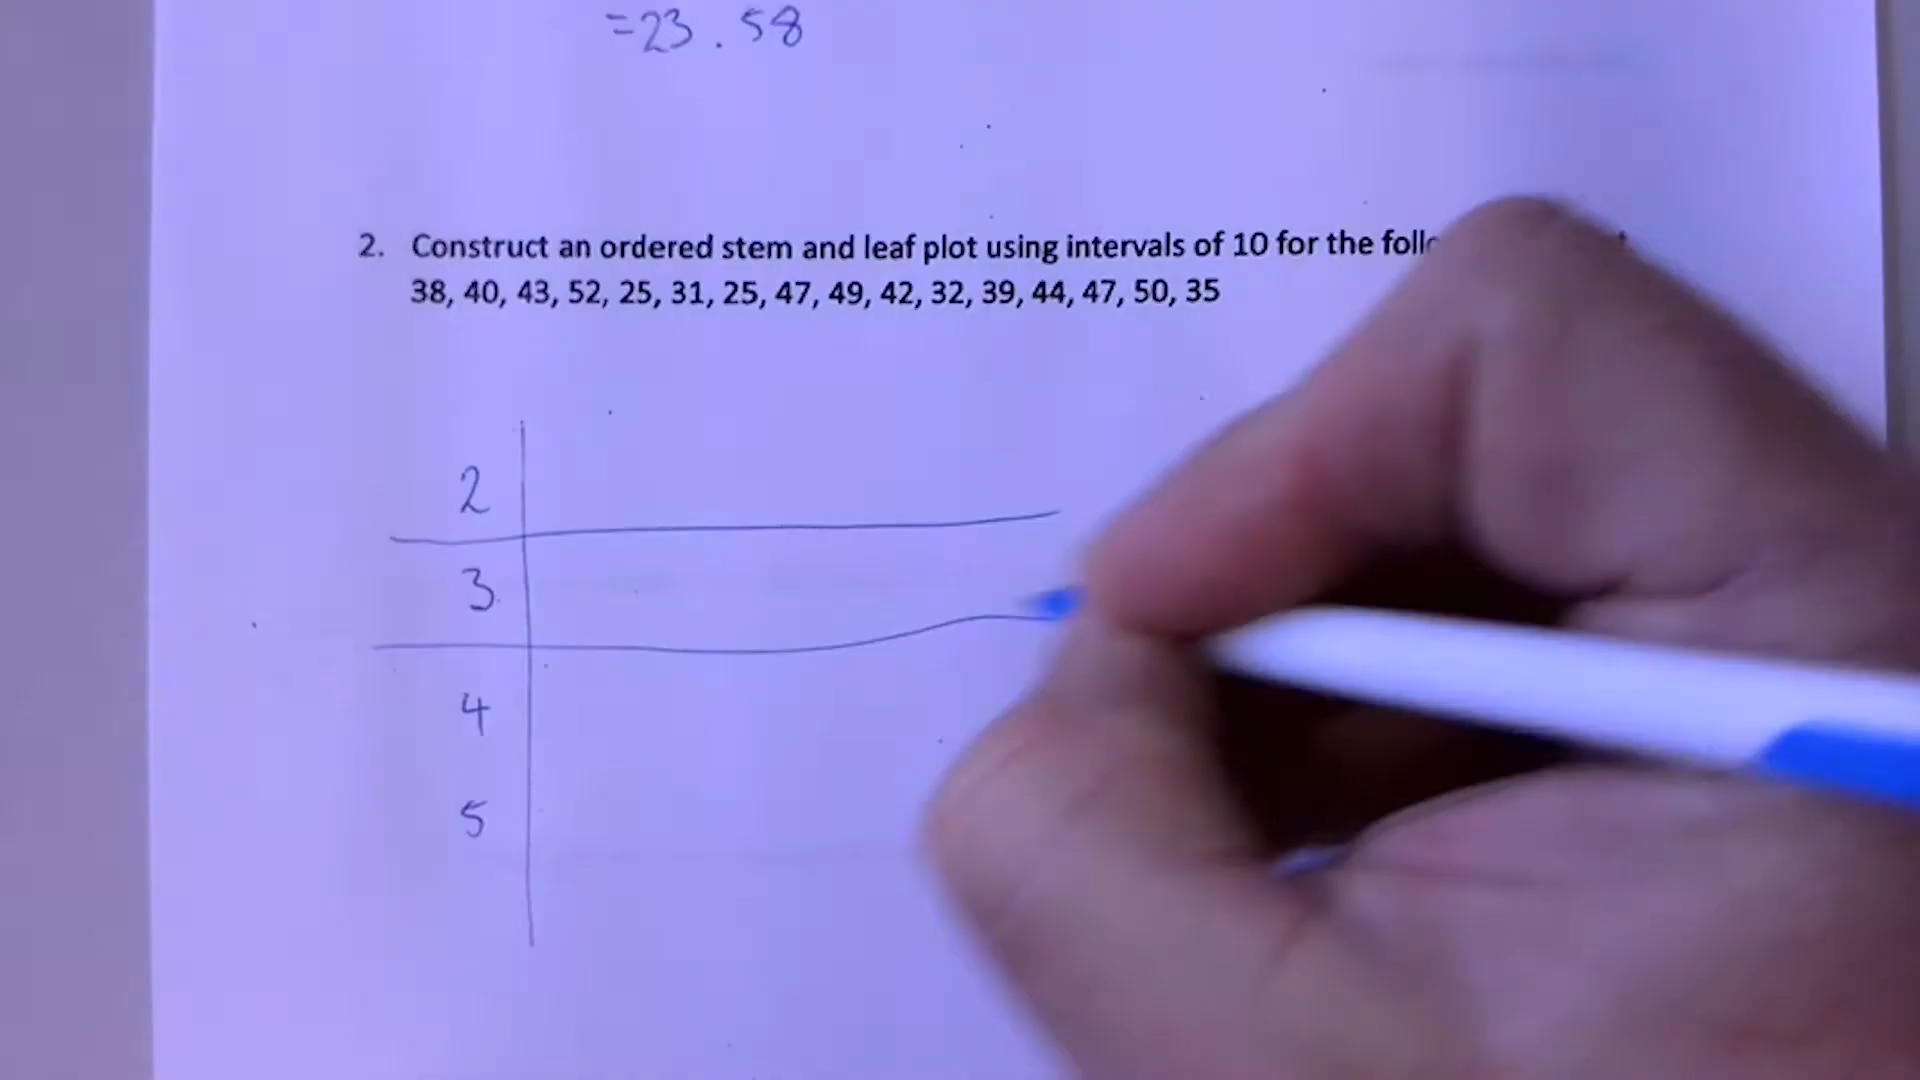 =23.58
2. Construct an ordered stem and leaf plot using intervals of 10 for the
38, 40, 43, 52, 25, 31, 25, 47, 49, 42, 32, 39, 44, 47, 50, 35
2
3
4
5